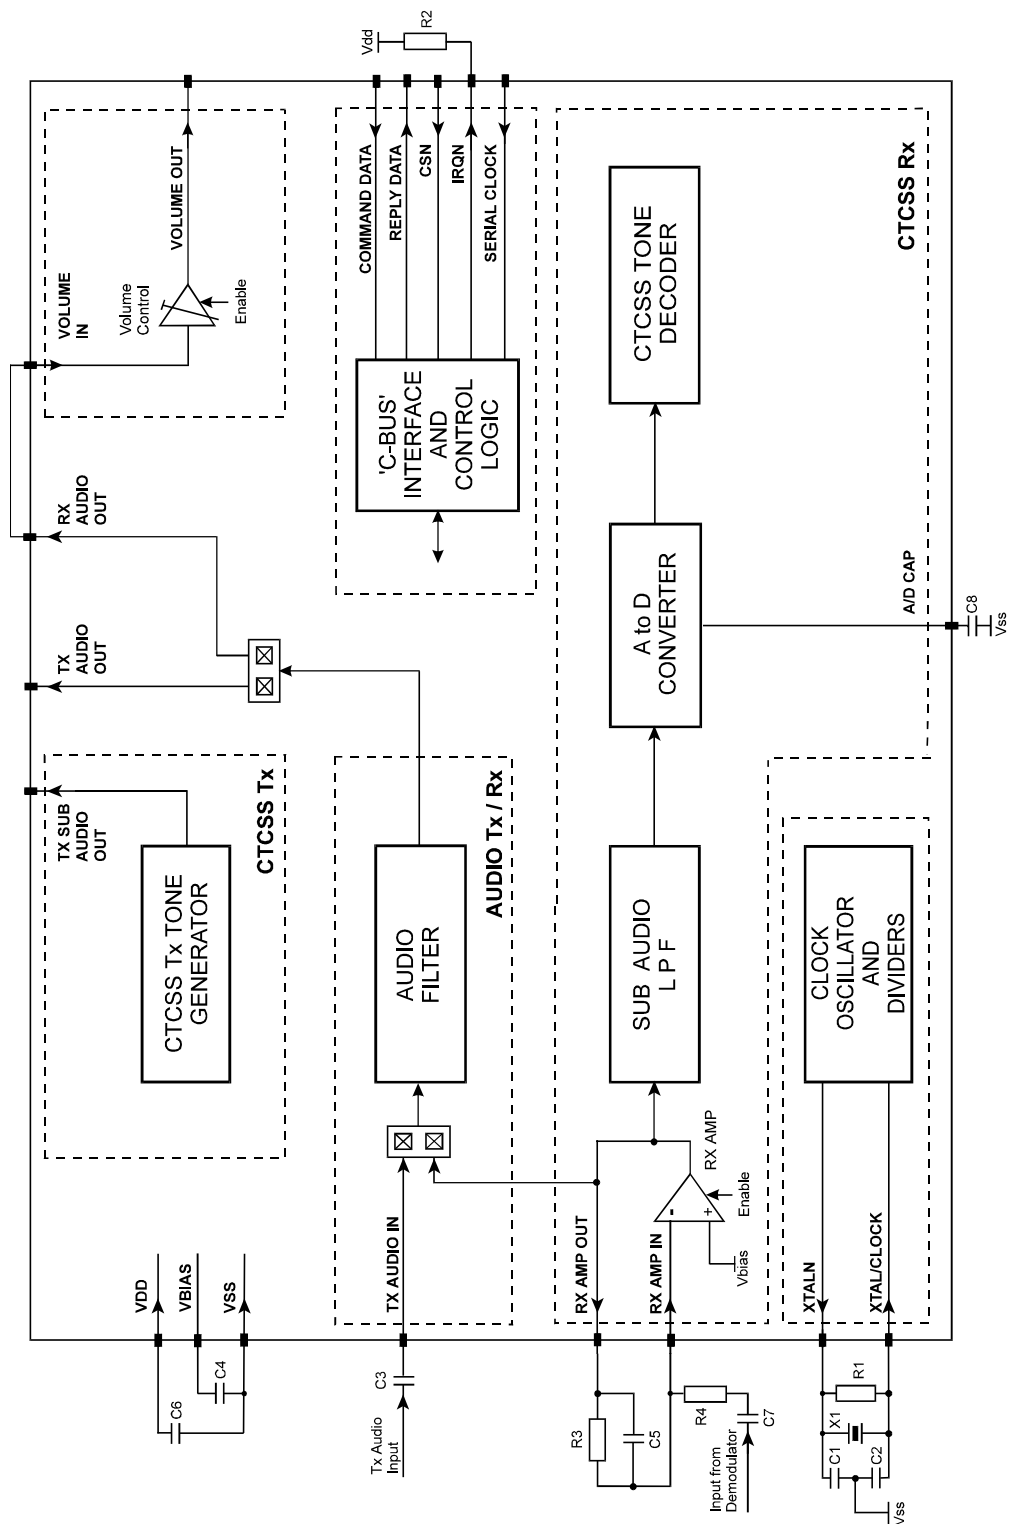 VDD
VBIAS
VSS
C6
C4
CTCSS Tx TONE
GENERATOR
CTCSS Tx
TX SUB
AUDIO
OUT
TX
AUDIO
OUT
RX
AUDIO
OUT
VOLUME
IN
Volume
Control
Enable
VOLUME OUT
Tx Audio
Input
C3
TX AUDIO IN
AUDIO
FILTER
AUDIO Tx / Rx
'C-BUS'
INTERFACE
AND
CONTROL
LOGIC
COMMAND DATA
REPLY DATA
CSN
IRQN
SERIAL CLOCK
Vdd
R2
R3
C5
R4
C7
Input from
Demodulator
RX AMP OUT
RX AMP IN
-
+
Vbias
Enable
RX AMP
SUB AUDIO
L P F
A to D
CONVERTER
CTCSS TONE
DECODER
CTCSS Rx
A/D CAP
C8
Vss
C1
C2
X1
R1
Vss
XTALN
XTAL/CLOCK
CLOCK
OSCILLATOR
AND
DIVIDERS